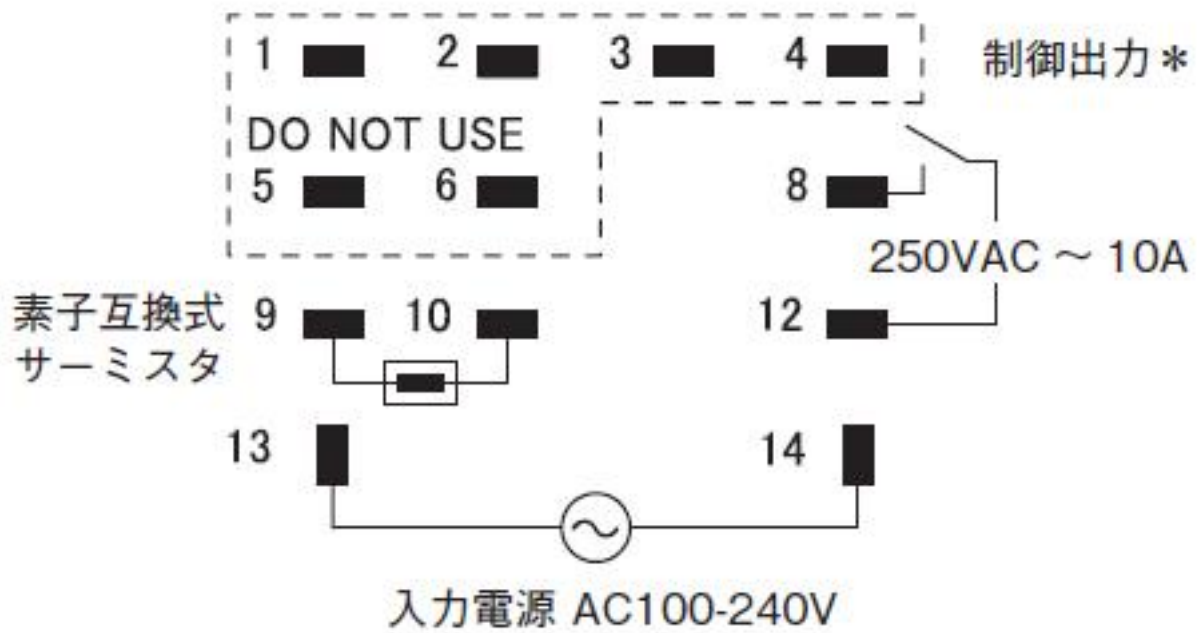 1 2 3 4 制御出力＊
DO NOT USE
5 6 8
250VAC ～ 10A
素子互換式 9 10 12
サーミスタ
13 14
入力電源 AC100-240V